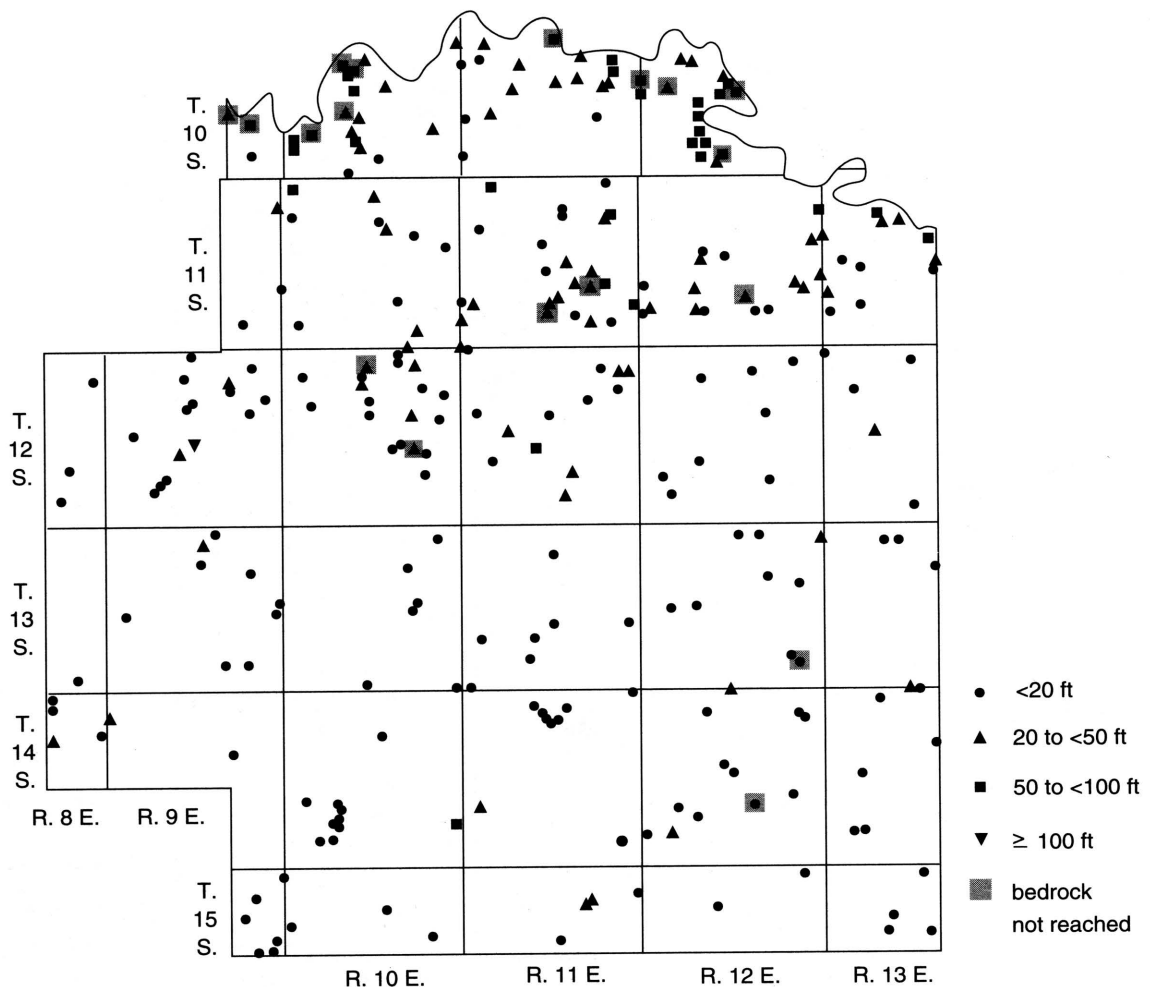 T.
10
S.
T.
11
S.
T.
12
S.
T.
13
S.
T.
14
S.
R. 8 E.
R. 9 E.
T.
15
S.
R. 10 E.
R. 11 E.
R. 12 E.
R. 13 E.
<20 ft
20 to <50 ft
50 to <100 ft
≥ 100 ft
bedrock
not reached